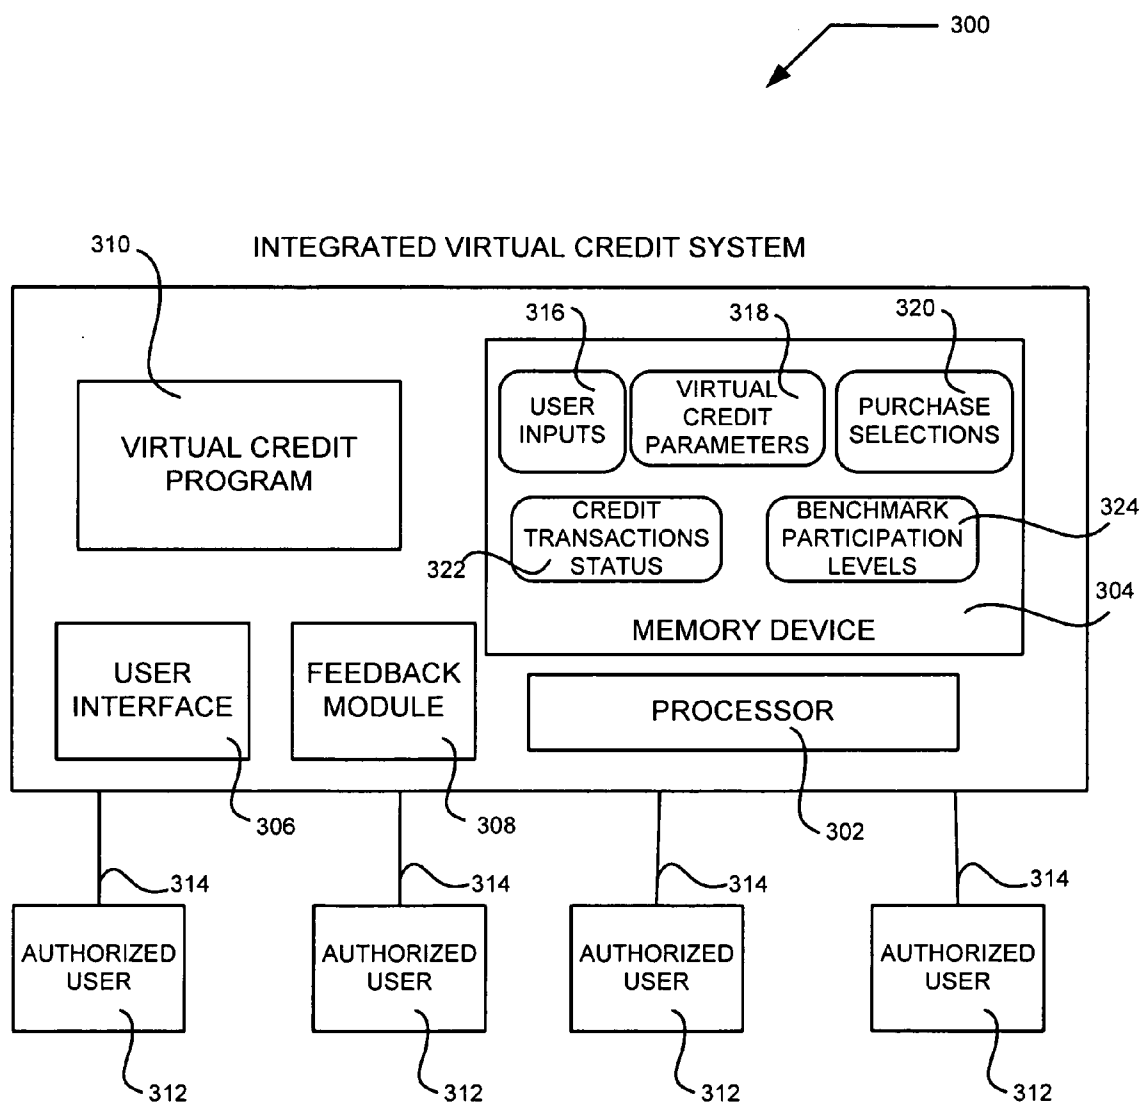 300
310
INTEGRATED VIRTUAL CREDIT SYSTEM
316
318
320
VIRTUAL CREDIT
PROGRAM
USER
INPUTS
VIRTUAL
CREDIT
PARAMETERS
PURCHASE
SELECTIONS
CREDIT
TRANSACTIONS
STATUS
322
BENCHMARK
PARTICIPATION
LEVELS
324
304
MEMORY DEVICE
USER
INTERFACE
FEEDBACK
MODULE
PROCESSOR
306
308
302
314
314
314
314
AUTHORIZED
USER
AUTHORIZED
USER
AUTHORIZED
USER
AUTHORIZED
USER
312
312
312
312